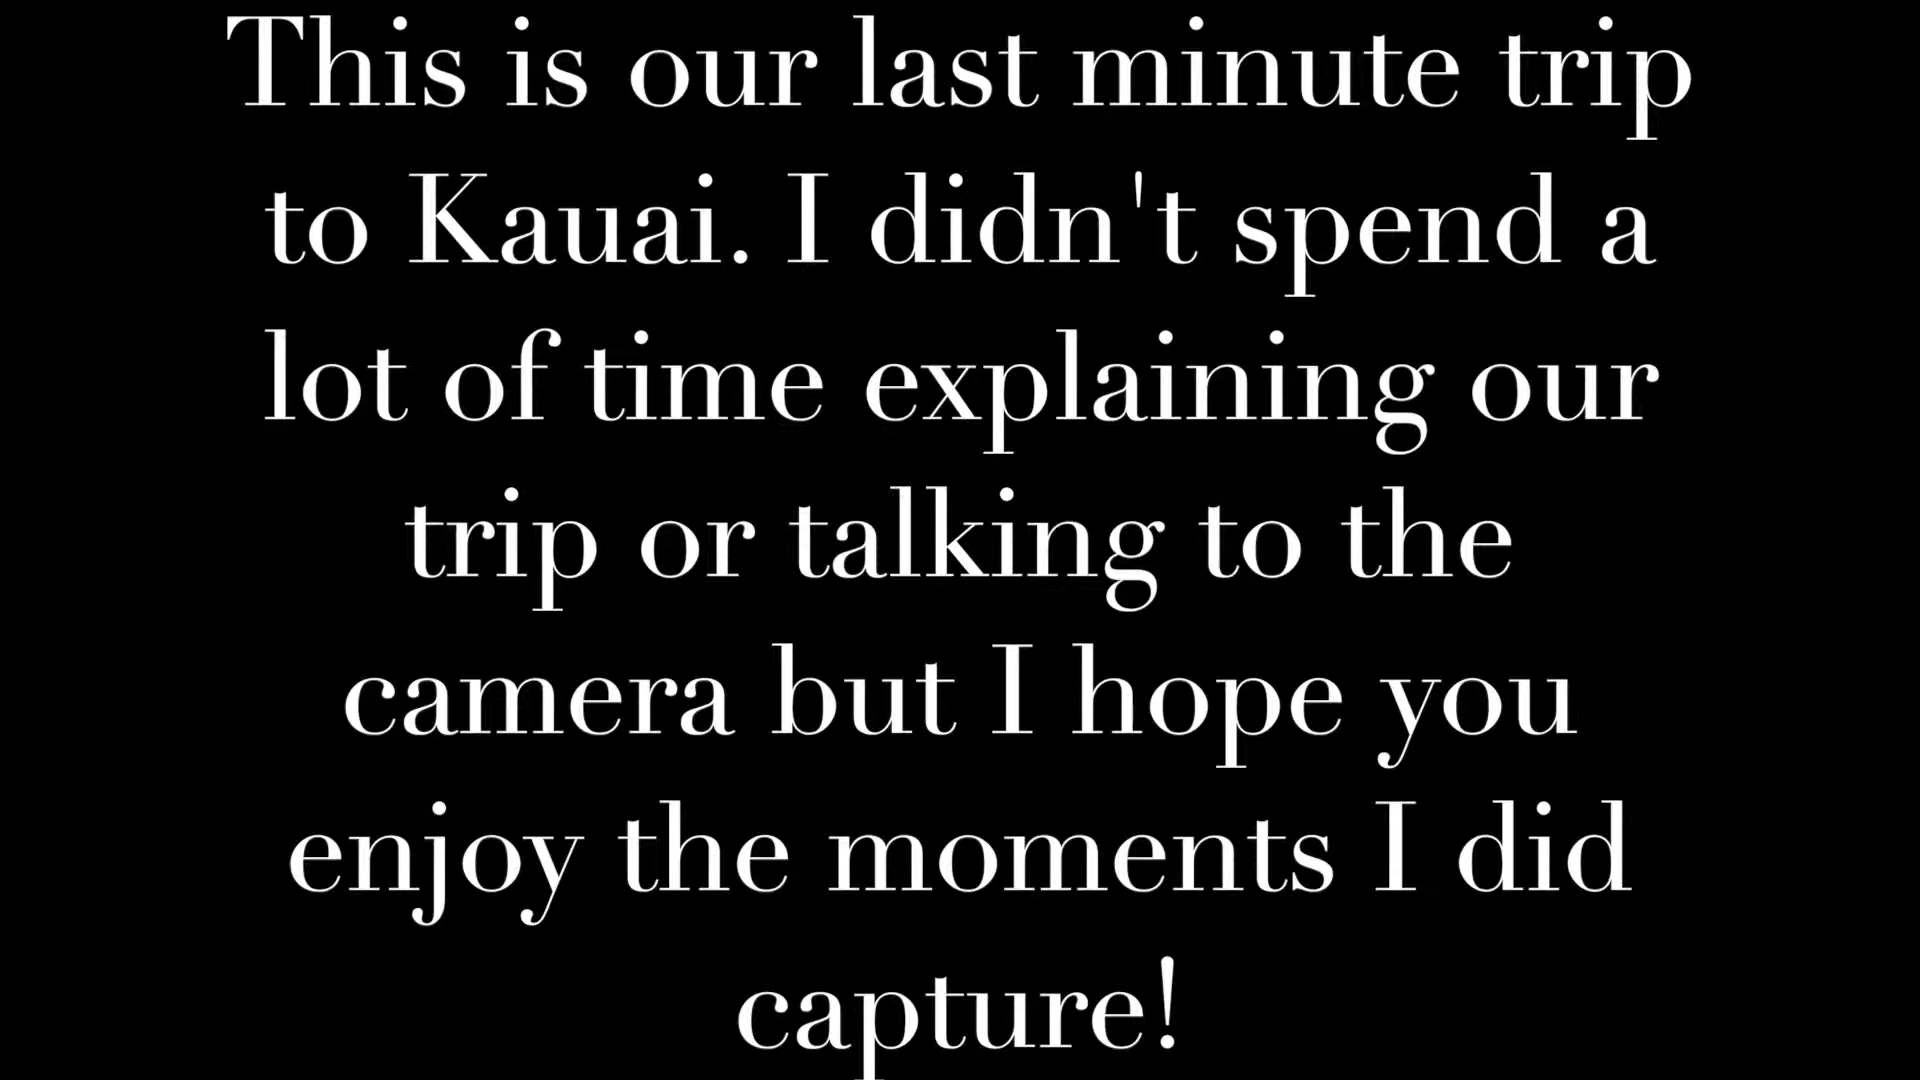 This is our last minute trip
to Kauai. I didn't spend a
lot of time explaining our
trip or talking to the
camera but I hope you
enjoy the moments I did
capture!